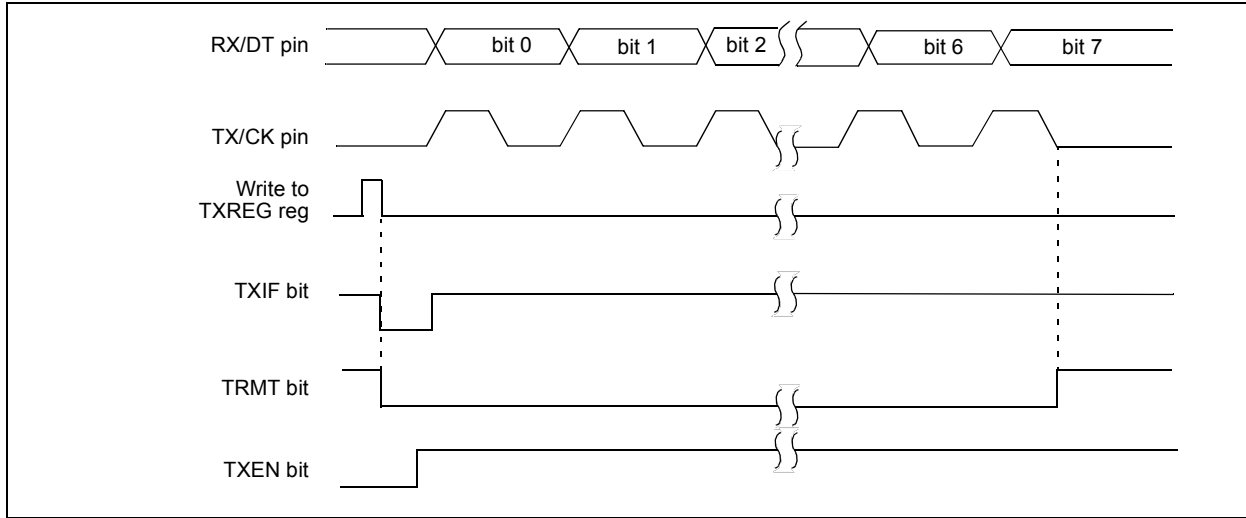 RX/DT pin
bit 0
bit 1
bit 2
bit 6
bit 7
TX/CK pin
Write to
TXREG reg
TXIF bit
TRMT bit
TXEN bit